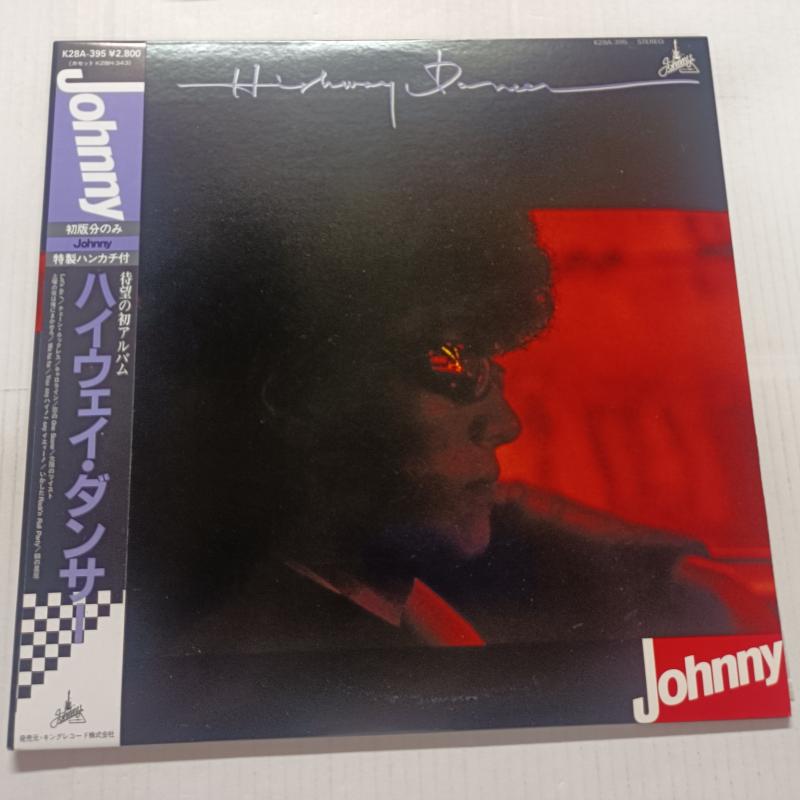 K28A-395 ¥2,800
(カセット K28H-343)
Johnny
初版分のみ
Johnny
特製ハンカチ付
待望の初アルバム
ハイウェイ・ダンサー
Johnny
発売元・キングレコード株式会社
K28A-395 STEREO
Johnny
Highway Dancer
Johnny